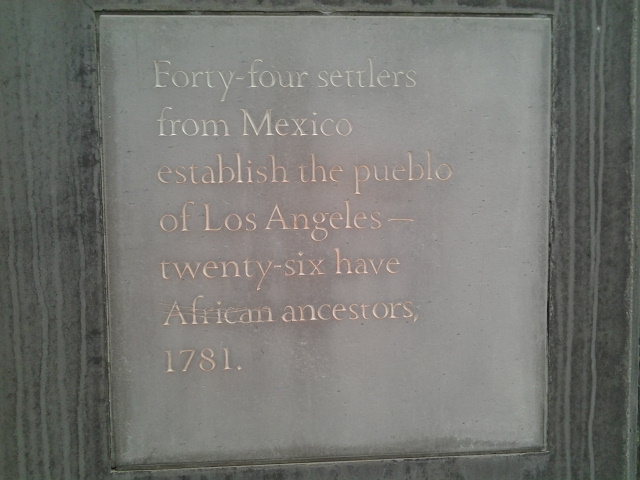 Forty-four settlers
from Mexico
establish the pueblo
of Los Angeles—
twenty-six have
African ancestors,
1781.